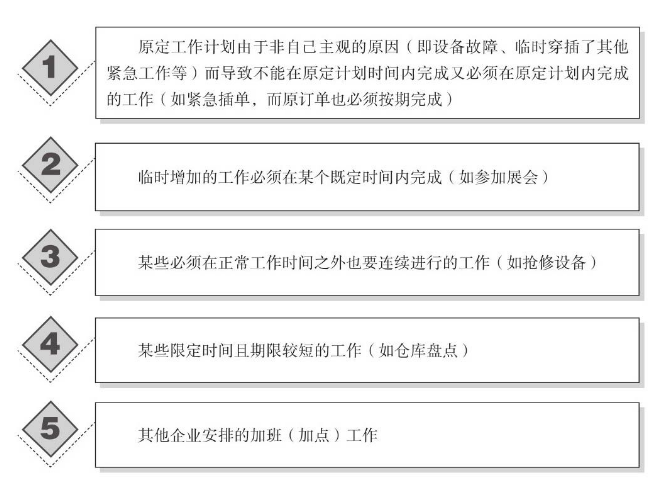 1
原定工作计划由于非自己主观的原因（即设备故障、临时穿插了其他
紧急工作等）而导致不能在原定计划时间内完成又必须在原定计划内完成
的工作（如紧急插单，而原订单也必须按期完成）
2
临时增加的工作必须在某个既定时间内完成（如参加展会）
3
某些必须在正常工作时间之外也要连续进行的工作（如抢修设备）
4
某些限定时间且期限较短的工作（如仓库盘点）
5
其他企业安排的加班（加点）工作